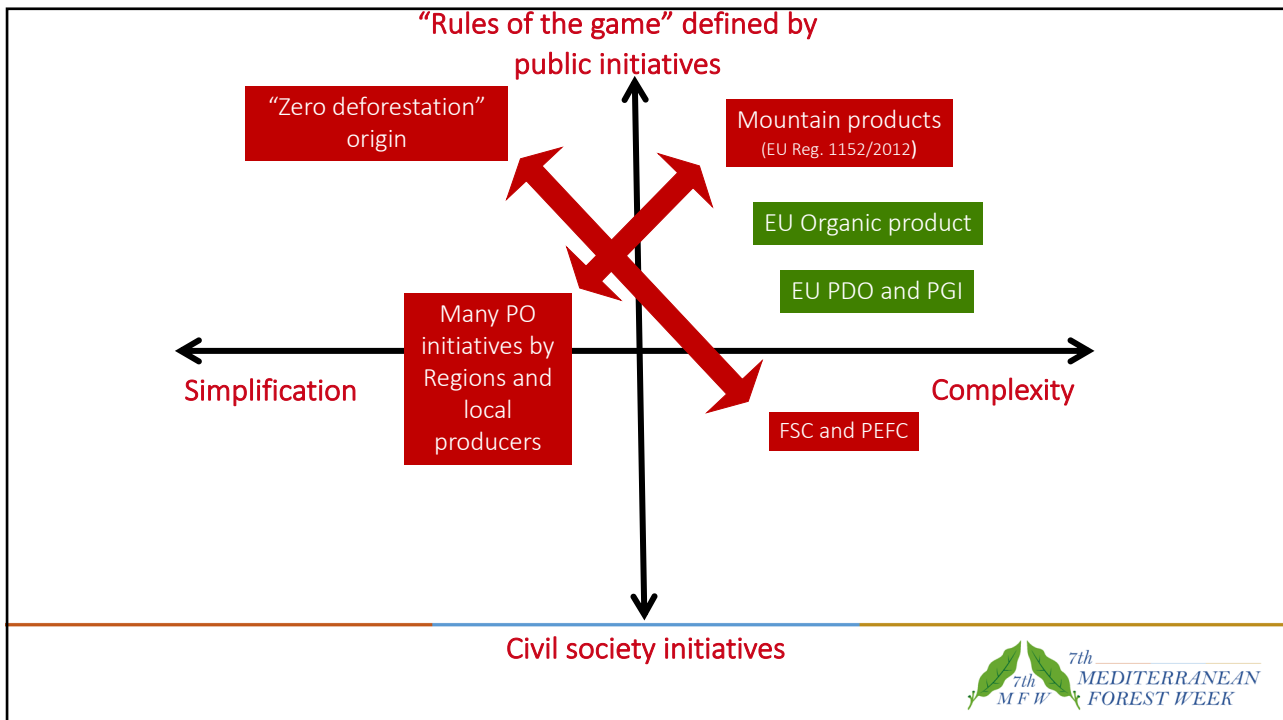 “Rules of the game” defined by
public initiatives
“Zero deforestation”
origin
Mountain products
(EU Reg. 1152/2012)
EU Organic product
EU PDO and PGI
Many PO
initiatives by
Regions and
local
producers
Simplification
Complexity
FSC and PEFC
Civil society initiatives
7th
M F W
7th
MEDITERRANEAN
FOREST WEEK